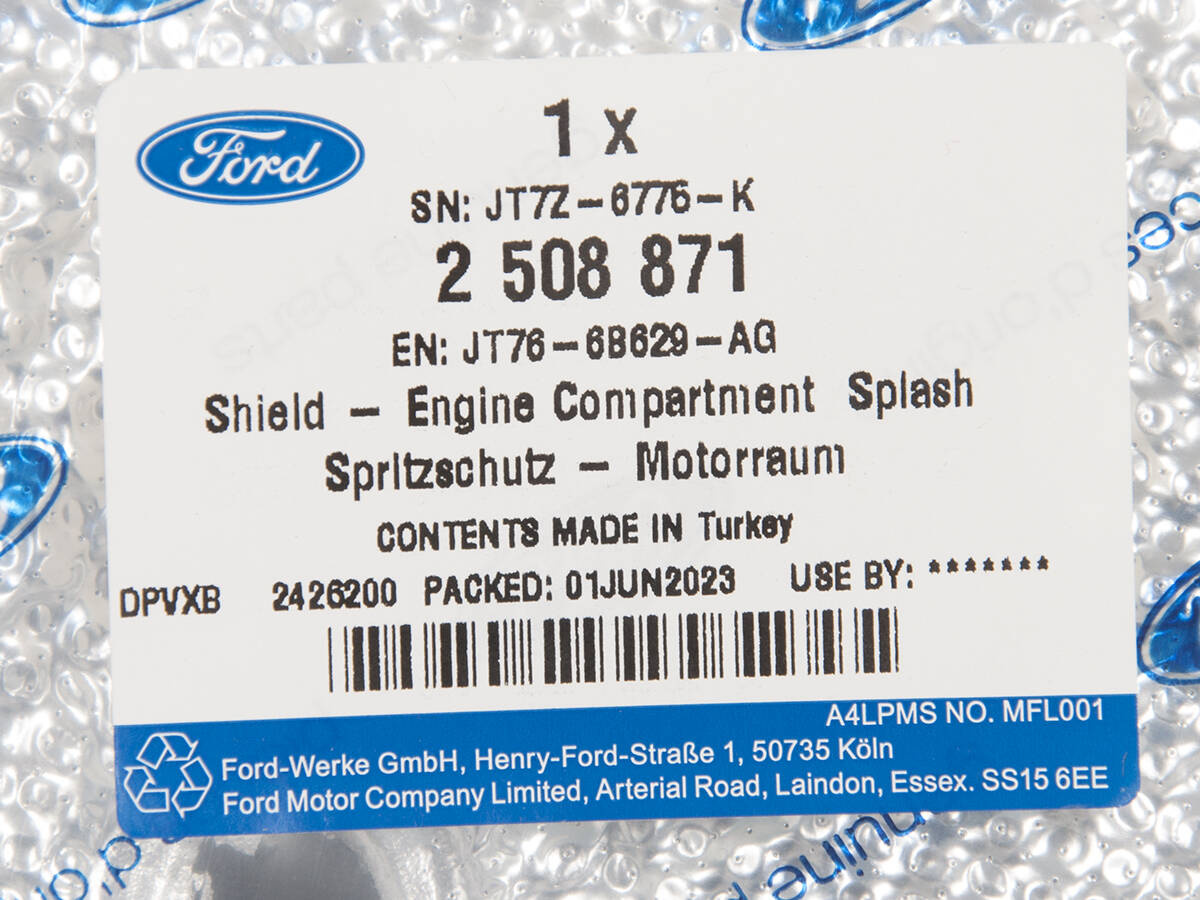 Ford
1 x
SN: JT7Z-6775-K
2 508 871
EN: JT76-6B629-AG
Shield - Engine Compartment Splash
Spritzschutz - Motorraum
CONTENTS MADE IN Turkey
DPVXB 2426200 PACKED: 01JUN2023 USE BY: *******
A4LPMS NO. MFL001
Ford-Werke GmbH, Henry-Ford-Straße 1, 50735 Köln
Ford Motor Company Limited, Arterial Road, Laindon, Essex. SS15 6EE